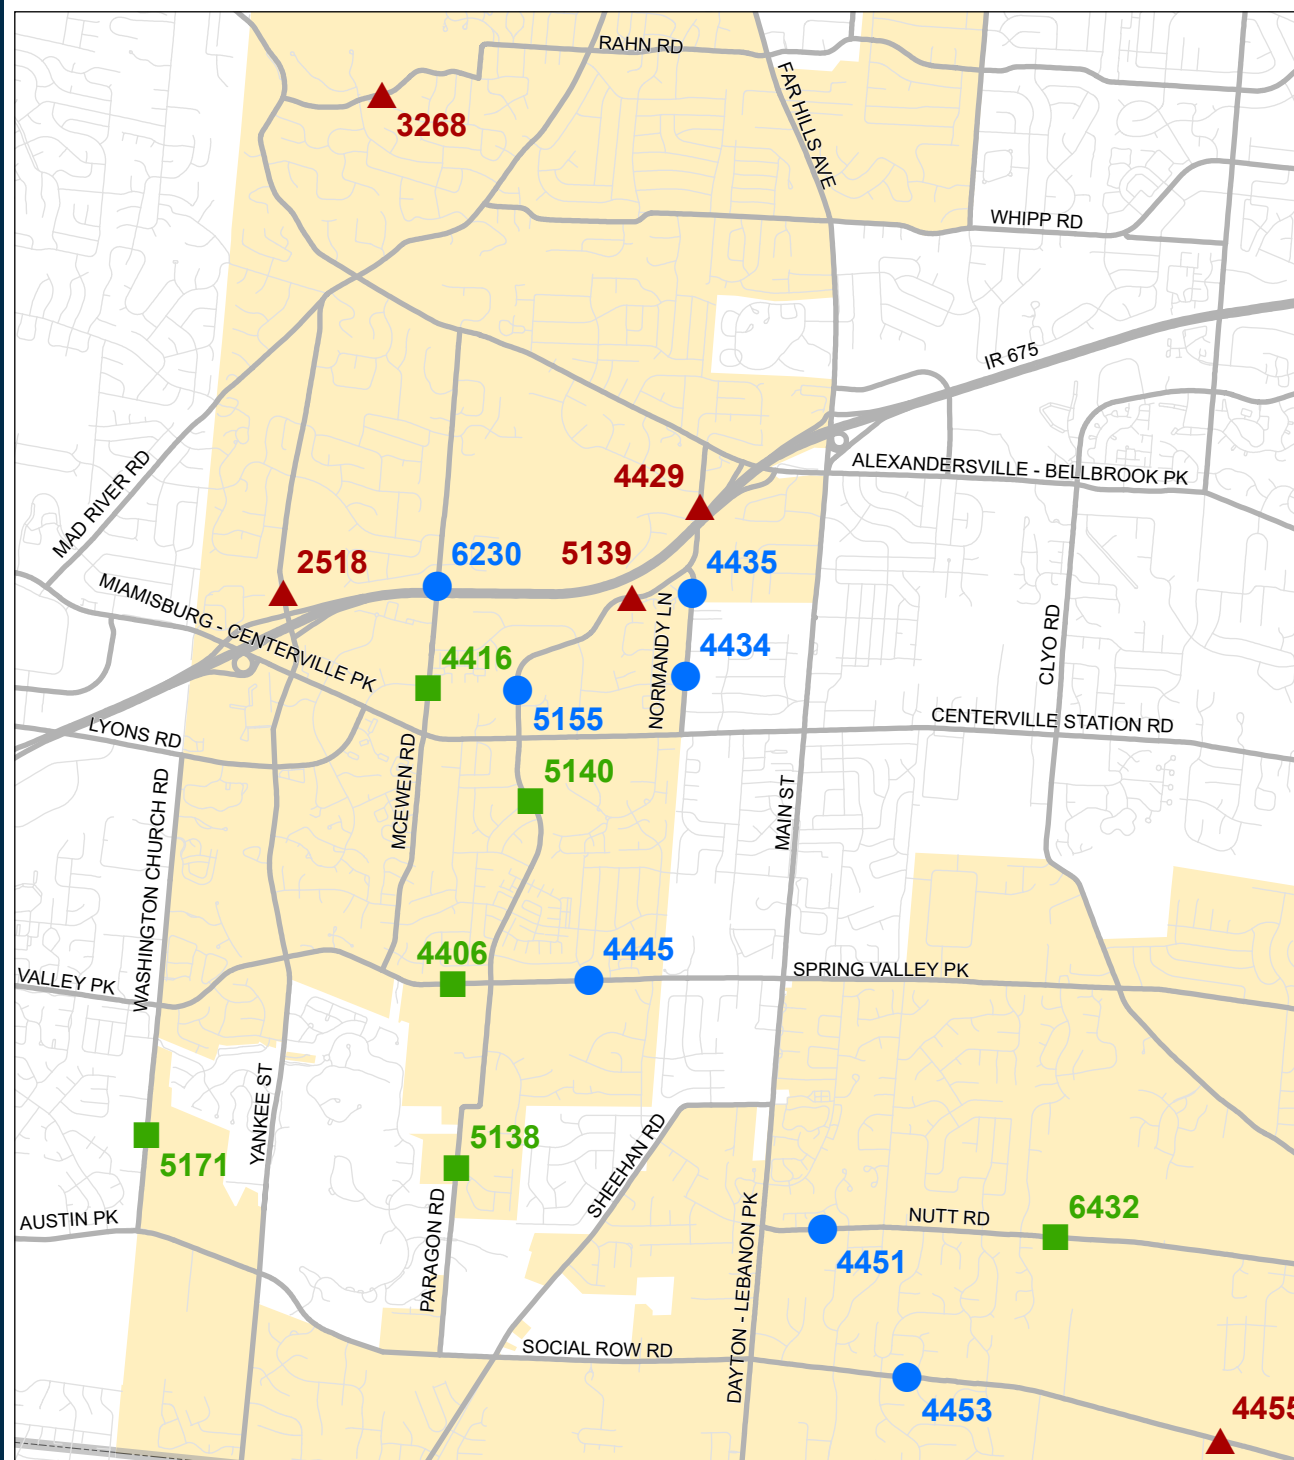 RAHN RD
FAR HILLS AVE
3268
WHIPP RD
IR 675
MAD RIVER RD
4429
ALEXANDERSVILLE - BELLBROOK PK
2518
6230
5139
4435
MIAMISBURG - CENTERVILLE PK
NORMANDY LN
CLYO RD
4416
4434
5155
LYONS RD
CENTERVILLE STATION RD
MCEWEN RD
5140
MAIN ST
WASHINGTON CHURCH RD
4406
4445
VALLEY PK
SPRING VALLEY PK
YANKEE ST
5138
5171
SHEEHAN RD
AUSTIN PK
PARAGON RD
DAYTON - LEBANON PK
NUTT RD
6432
4451
SOCIAL ROW RD
4453
4455